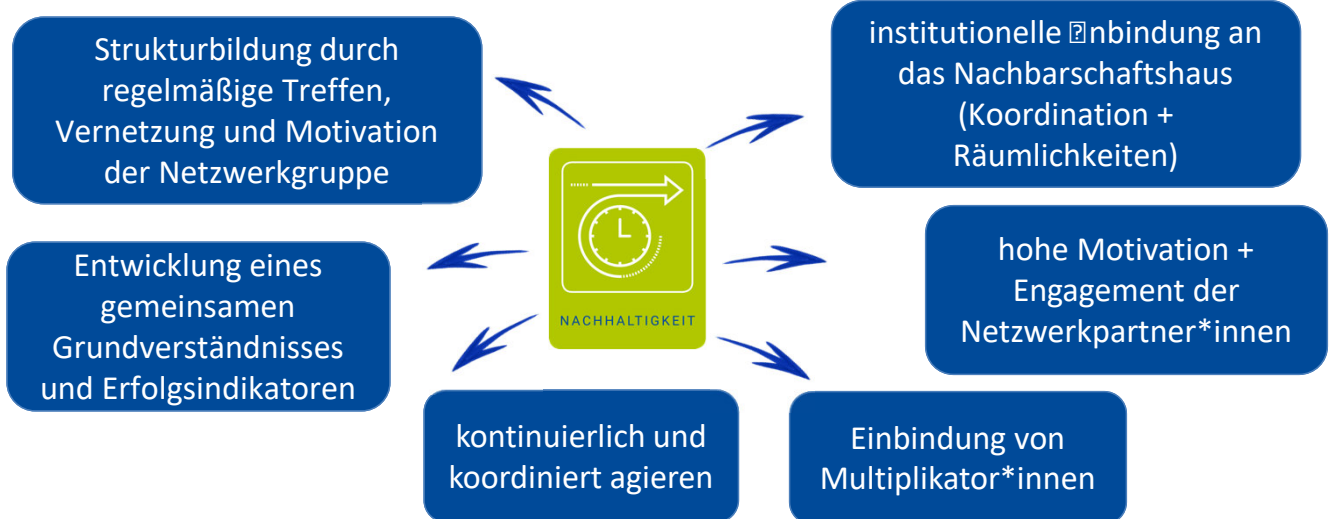 Strukturbildung durch
regelmäßige Treffen,
Vernetzung und Motivation
der Netzwerkgruppe
institutionelle �nbindung an
das Nachbarschaftshaus
(Koordination +
Räumlichkeiten)
Entwicklung eines
gemeinsamen
Grundverständnisses
und Erfolgsindikatoren
NACHHALTIGKEIT
hohe Motivation +
Engagement der
Netzwerkpartner*innen
kontinuierlich und
koordiniert agieren
Einbindung von
Multiplikator*innen